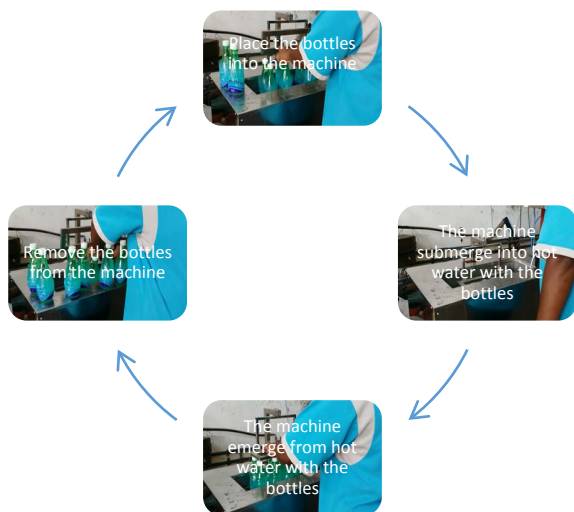 Place the bottles
into the machine
The machine
submerge into hot
water with the
bottles
The machine
emerge from hot
water with the
bottles
Remove the bottles
from the machine